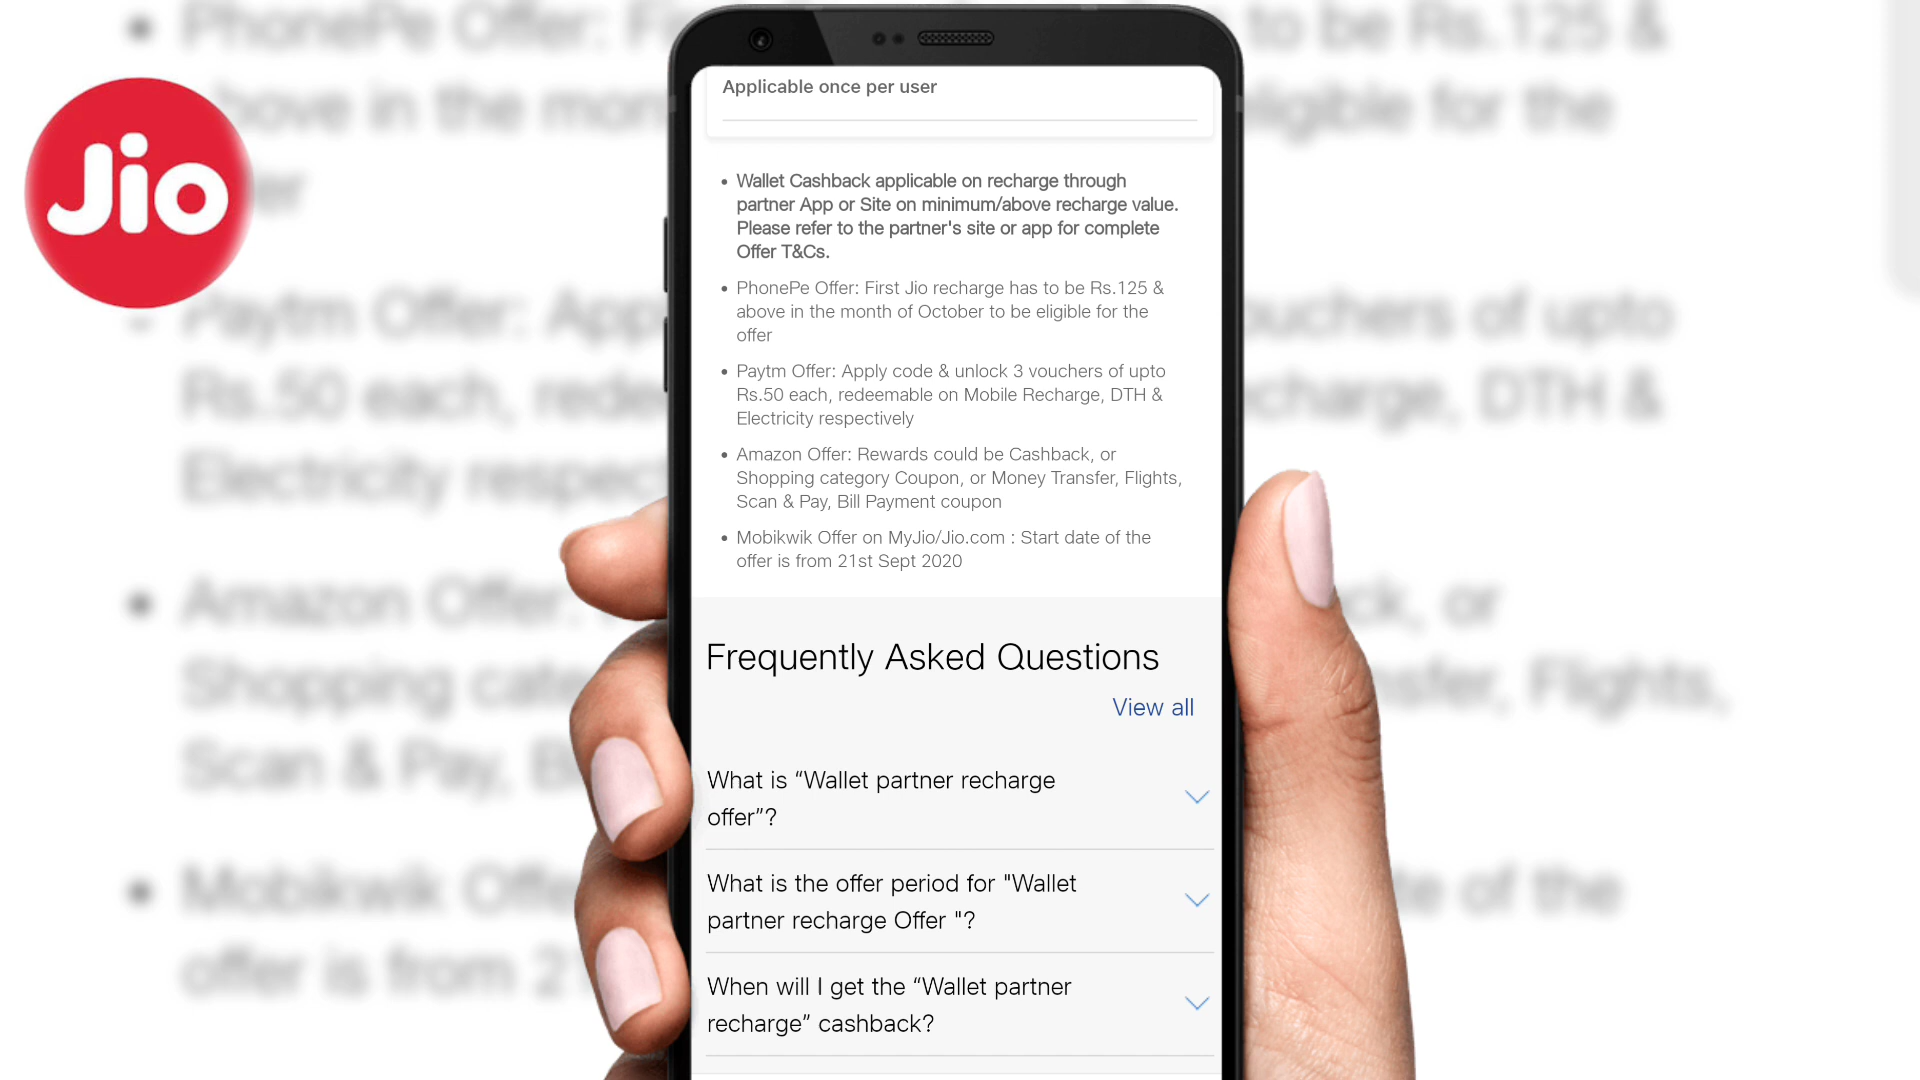 Jio
Applicable once per user
• Wallet Cashback applicable on recharge through
partner App or Site on minimum/above recharge value.
Please refer to the partner's site or app for complete
Offer T&Cs.
• PhonePe Offer: First Jio recharge has to be Rs.125 &
above in the month of October to be eligible for the
offer
• Paytm Offer: Apply code & unlock 3 vouchers of upto
Rs.50 each, redeemable on Mobile Recharge, DTH &
Electricity respectively
• Amazon Offer: Rewards could be Cashback, or
Shopping category Coupon, or Money Transfer, Flights,
Scan & Pay, Bill Payment coupon
• Mobikwik Offer on MyJio/Jio.com : Start date of the
offer is from 21st Sept 2020
Frequently Asked Questions
View all
What is “Wallet partner recharge
offer”?
What is the offer period for "Wallet
partner recharge Offer "?
When will I get the “Wallet partner
recharge” cashback?